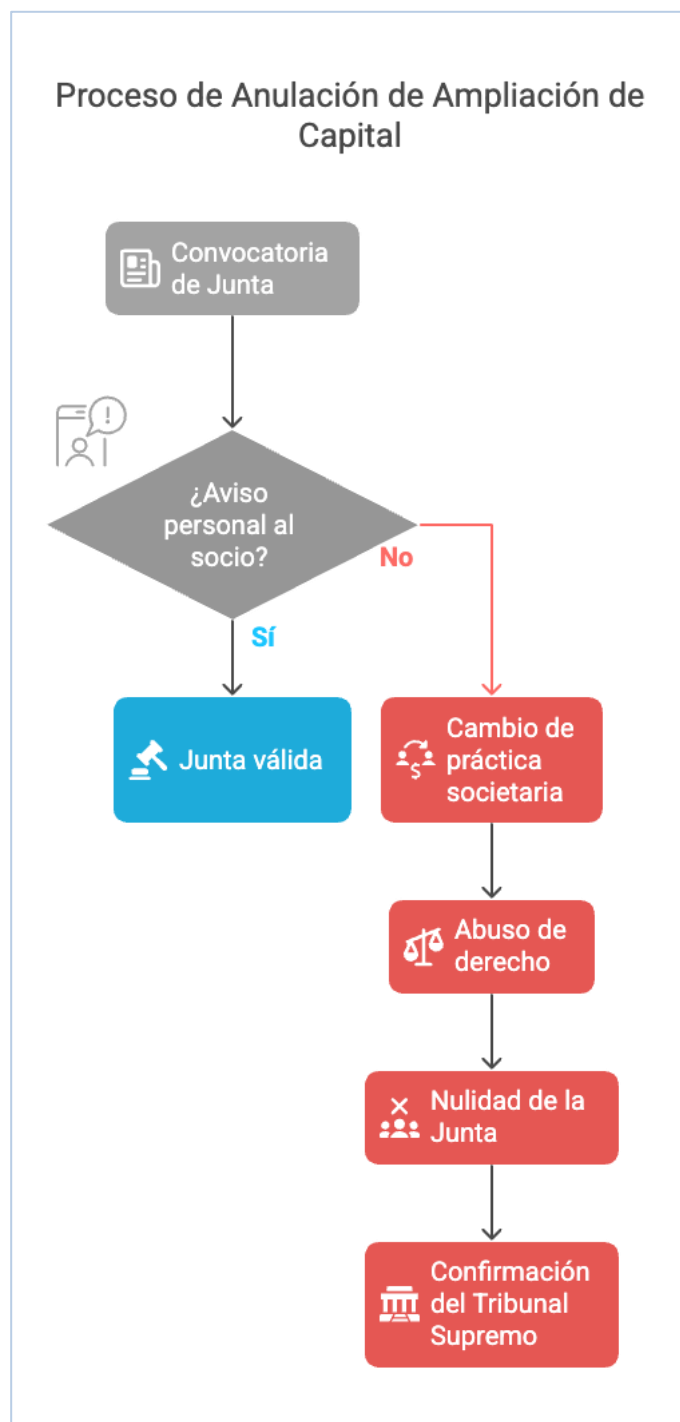 Proceso de Anulación de Ampliación de
Capital
Convocatoria
de Junta
¿Aviso
personal al
socio?
No
Sí
Junta válida
Cambio de
práctica
societaria
Abuso de
derecho
Nulidad de la
Junta
Confirmación
del Tribunal
Supremo